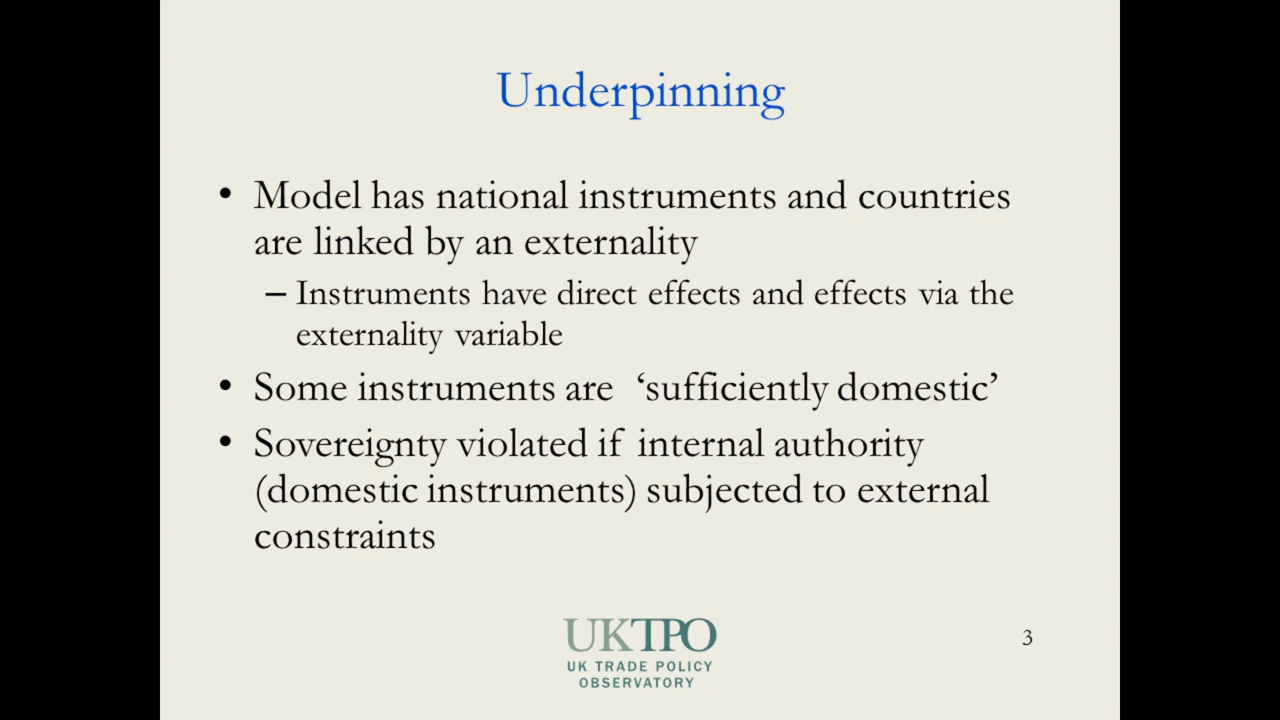 Underpinning
• Model has national instruments and countries
are linked by an externality
– Instruments have direct effects and effects via the
externality variable
• Some instruments are ‘sufficiently domestic’
• Sovereignty violated if internal authority
(domestic instruments) subjected to external
constraints
UKTPO
UK TRADE POLICY
OBSERVATORY
3